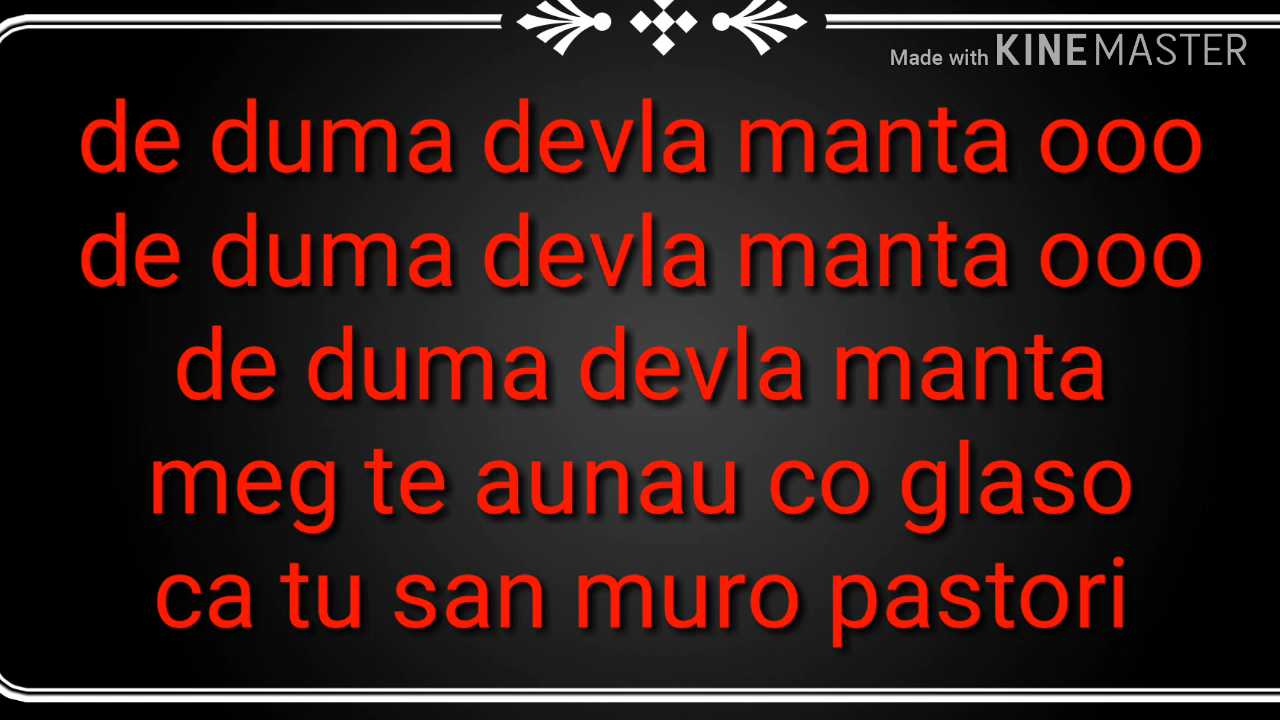 Made with KINEMASTER
de duma devla manta ooo
de duma devla manta ooo
de duma devla manta
meg te aunau co glaso
ca tu san muro pastori